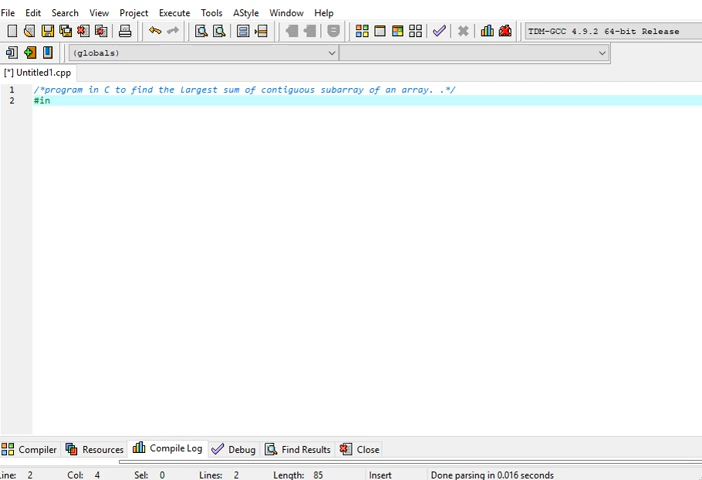 File Edit Search View Project Execute Tools AStyle Window Help
TDM-GCC 4.9.2 64-bit Release
(globals)
[*] Untitled1.cpp
1 /*program in C to find the largest sum of contiguous subarray of an array. .*/
2 #in
Compiler Resources Compile Log Debug Find Results Close
ine: 2 Col: 4 Sel: 0 Lines: 2 Length: 85 Insert Done parsing in 0.016 seconds